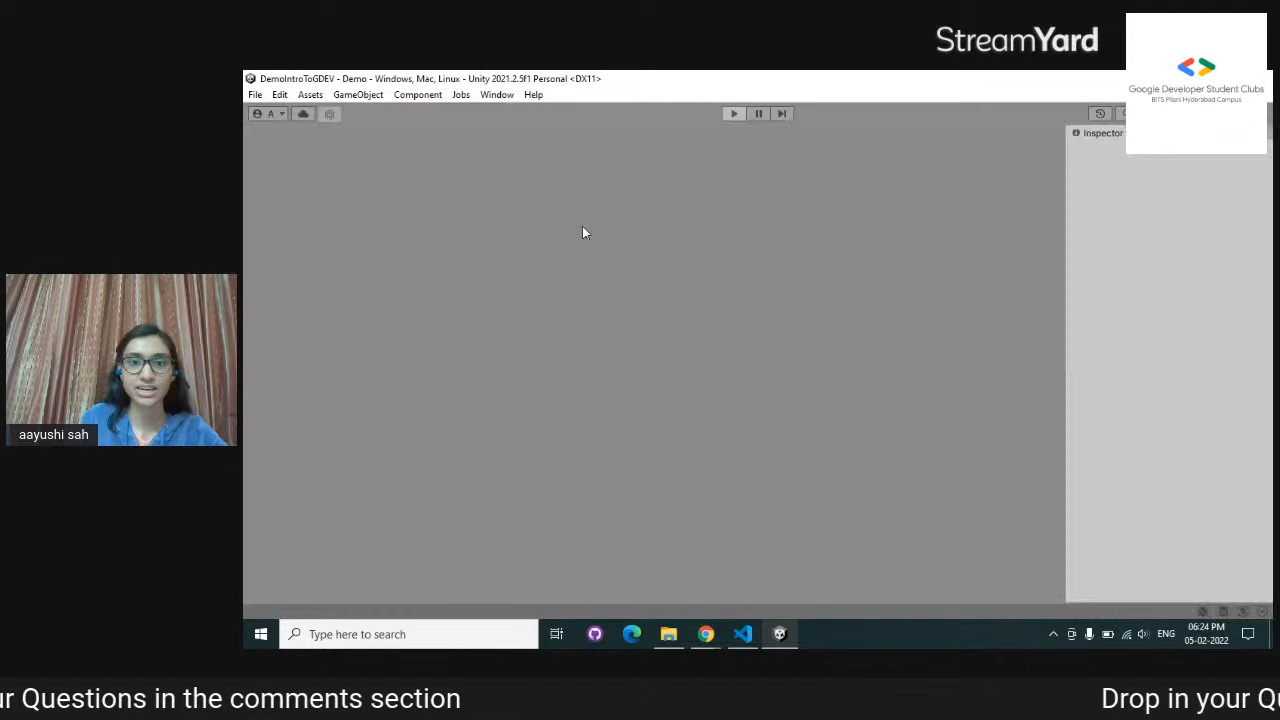 StreamYard
Google Developer Student Clubs
BITS Pilani Hyderabad Campus
DemoIntroToGDEV - Demo - Windows, Mac, Linux - Unity 2021.2.5f1 Personal <DX11>
File Edit Assets GameObject Component Jobs Window Help
A
Inspector
aayushi sah
Type here to search
ENG
06:24 PM
05-02-2022
ur Questions in the comments section
Drop in your Qu